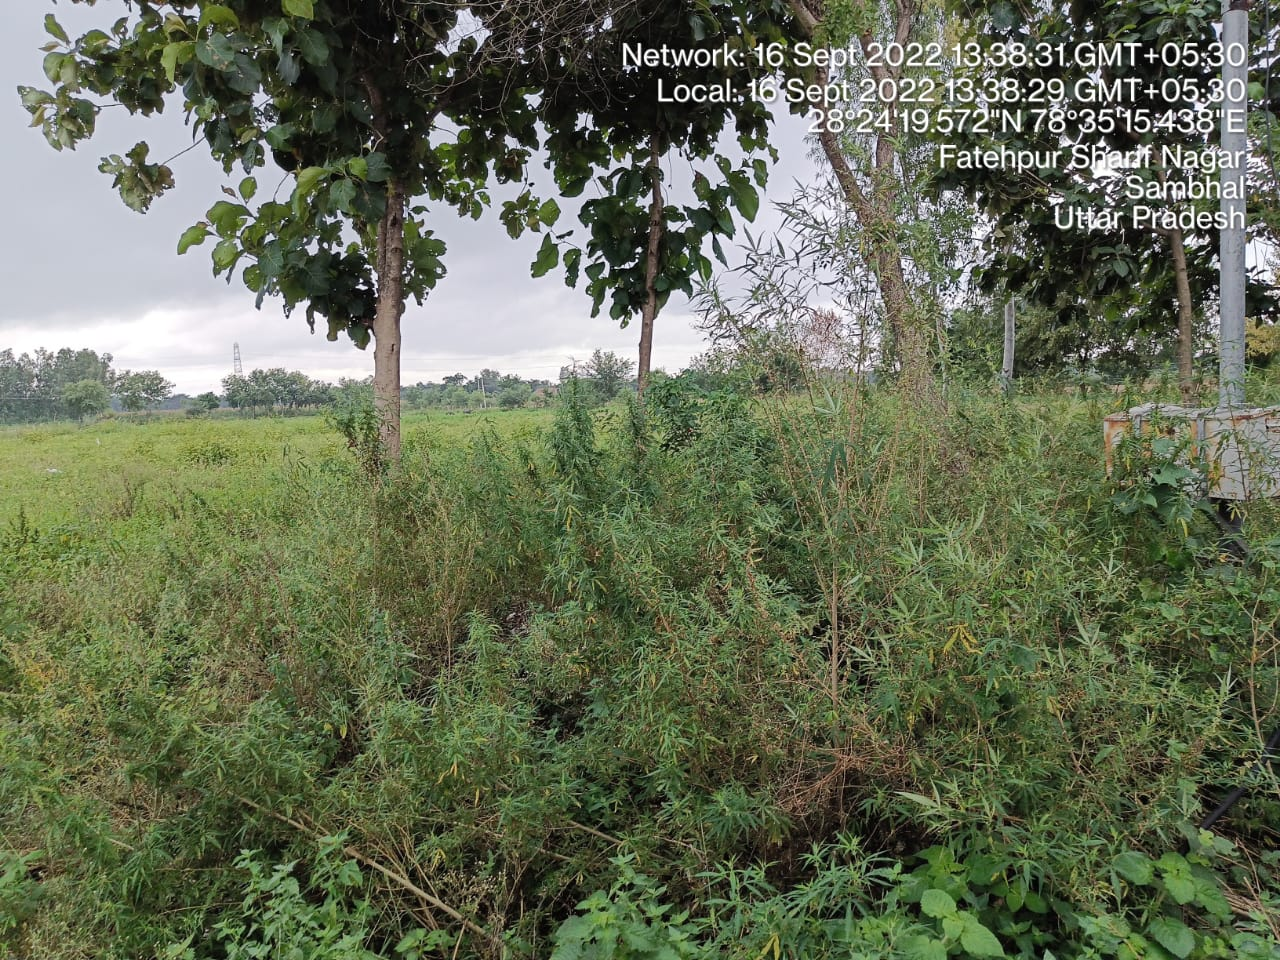 Network: 16 Sept 2022 13:38:31 GMT+05:30
Local: 16 Sept 2022 13:38:29 GMT+05:30
28°24'19.572"N 78°35'15.438"E
Fatehpur Sharif Nagar
Sambhal
Uttar Pradesh